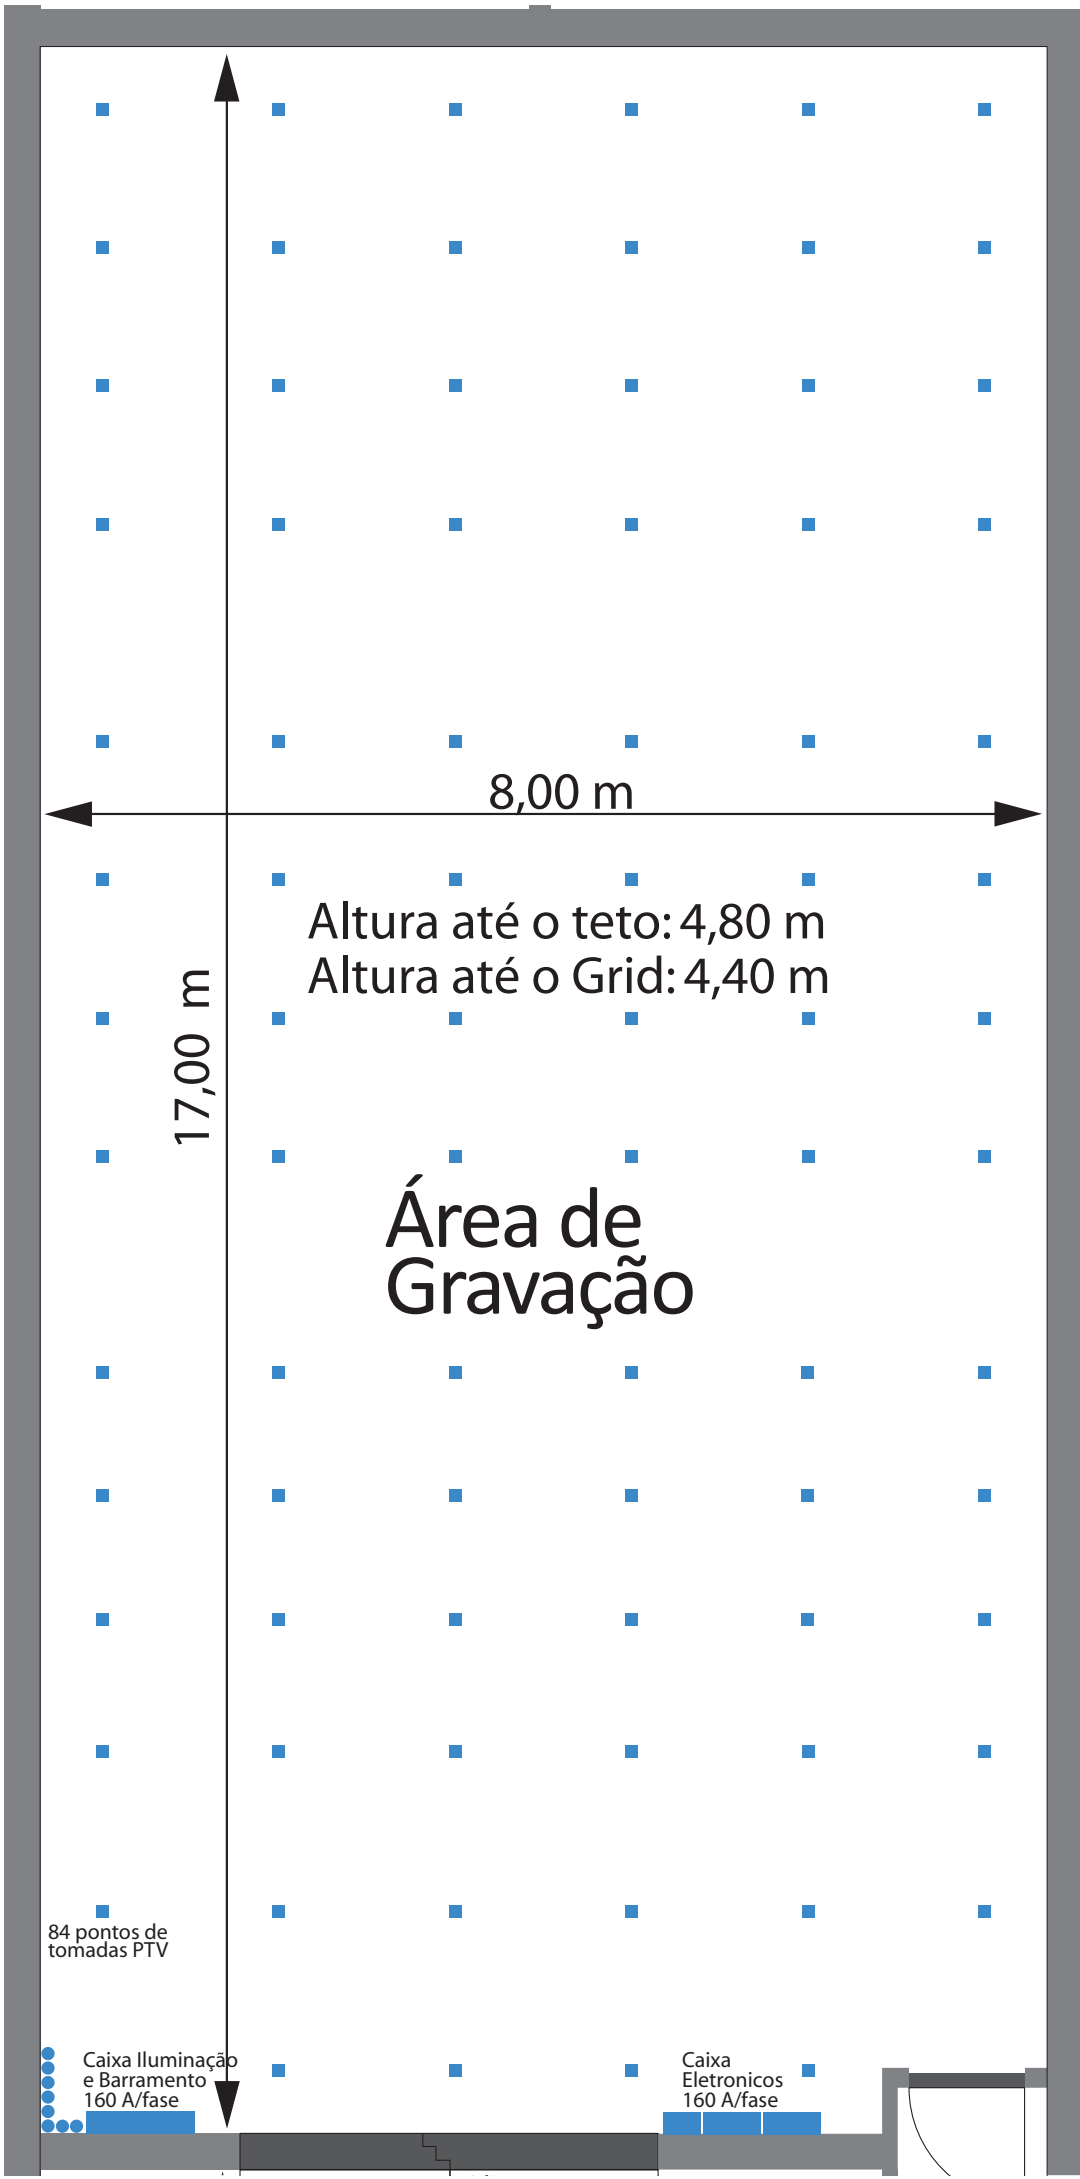 8,00 m
Altura até o teto: 4,80 m
Altura até o Grid: 4,40 m
17,00 m
Área de
Gravação
84 pontos de
tomadas PTV
Caixa Iluminação
e Barramento
160 A/fase
Caixa
Eletronicos
160 A/fase